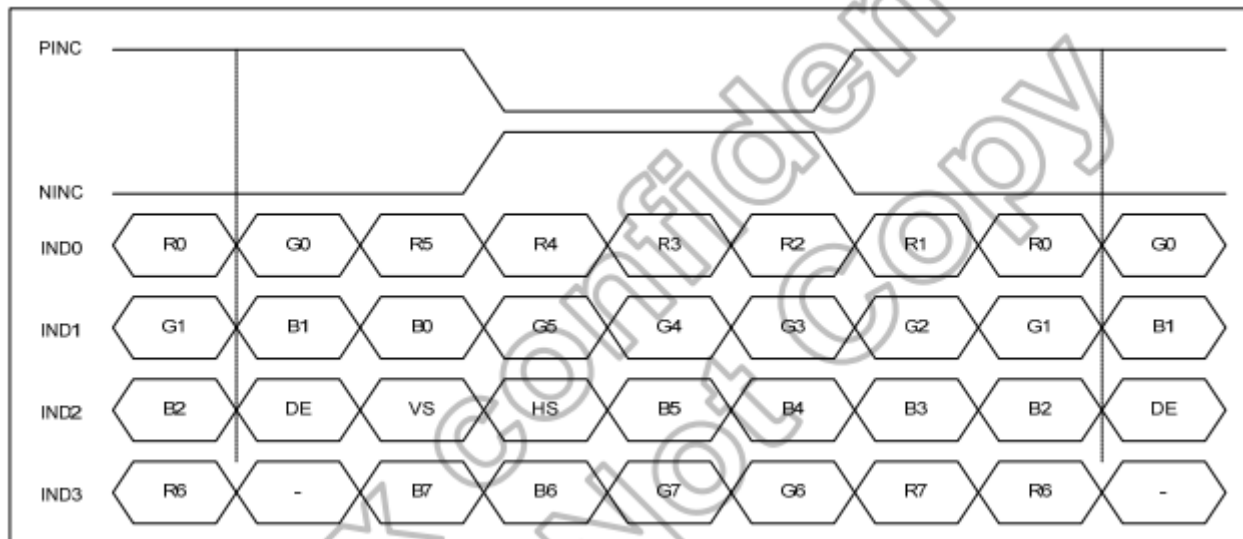 PINC
NINC
IND0 R0 G0 R5 R4 R3 R2 R1 R0 G0
IND1 G1 B1 B0 G5 G4 G3 G2 G1 B1
IND2 B2 DE VS HS B5 B4 B3 B2 DE
IND3 R6 - B7 B6 G7 G6 R7 R6 -
Not Copy